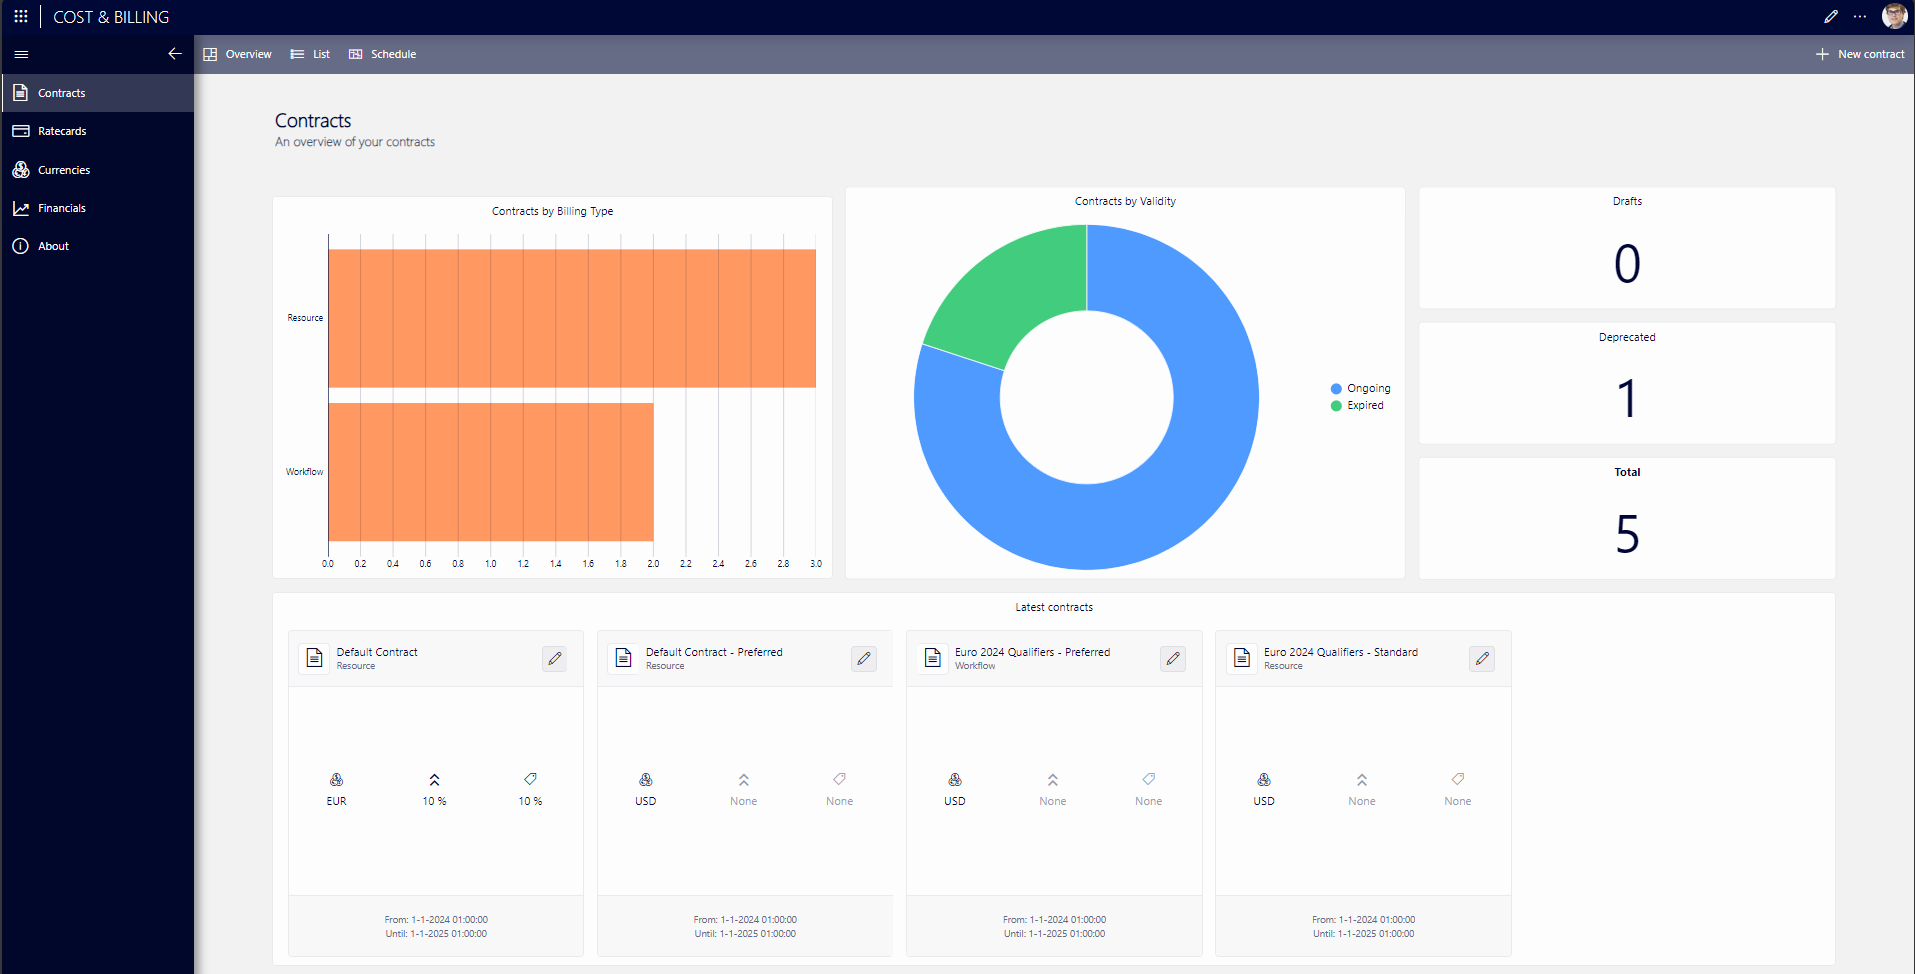 COST & BILLING
Overview
List
Schedule
New contract
Contracts
Ratecards
Currencies
Financials
About
Contracts
An overview of your contracts
Contracts by Billing Type
Resource
Workflow
0.0 0.2 0.4 0.6 0.8 1.0 1.2 1.4 1.6 1.8 2.0 2.2 2.4 2.6 2.8 3.0
Contracts by Validity
Ongoing
Expired
Drafts
0
Deprecated
1
Total
5
Latest contracts
Default Contract
Resource
EUR 10 % 10 %
From: 1-1-2024 01:00:00
Until: 1-1-2025 01:00:00
Default Contract - Preferred
Resource
USD None None
From: 1-1-2024 01:00:00
Until: 1-1-2025 01:00:00
Euro 2024 Qualifiers - Preferred
Workflow
USD None None
From: 1-1-2024 01:00:00
Until: 1-1-2025 01:00:00
Euro 2024 Qualifiers - Standard
Resource
USD None None
From: 1-1-2024 01:00:00
Until: 1-1-2025 01:00:00